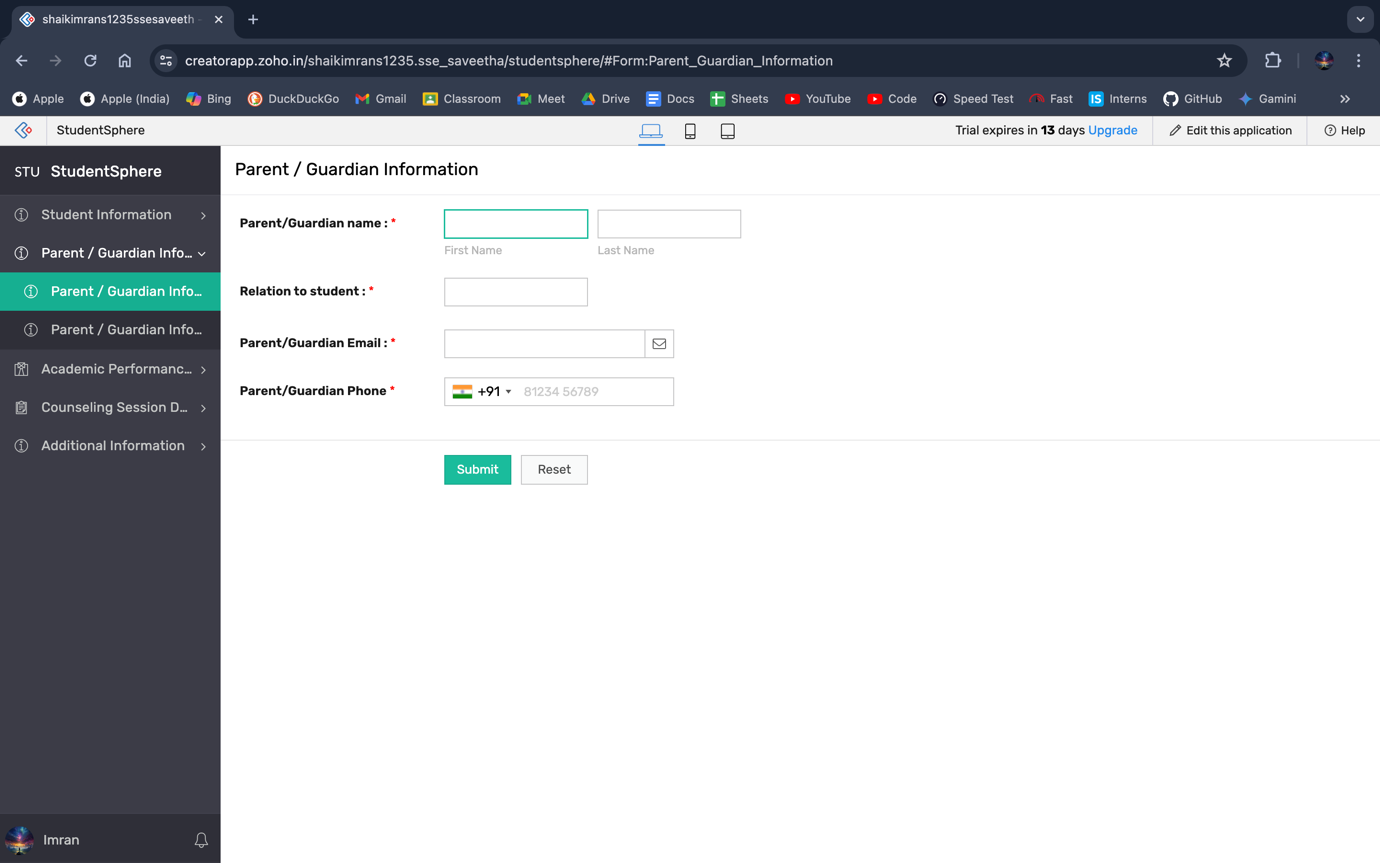 shaikimrans1235ssesaveeth
creatorapp.zoho.in/shaikimrans1235.sse_saveetha/studentsphere/#Form:Parent_Guardian_Information
Apple Apple (India) Bing DuckDuckGo Gmail Classroom Meet Drive Docs Sheets YouTube Code Speed Test Fast IS Interns GitHub Gamini
StudentSphere Trial expires in 13 days Upgrade Edit this application Help
STU StudentSphere
Parent / Guardian Information
Student Information
Parent / Guardian Info...
Parent / Guardian Info...
Parent / Guardian Info...
Academic Performanc...
Counseling Session D...
Additional Information
Parent/Guardian name : *
First Name Last Name
Relation to student : *
Parent/Guardian Email : *
Parent/Guardian Phone *
+91 81234 56789
Submit Reset
Imran